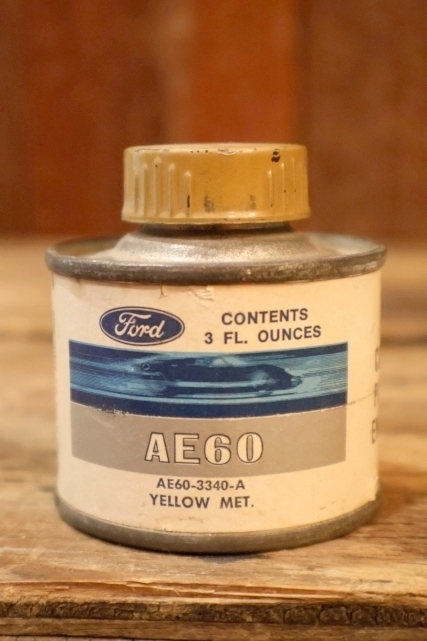 Ford
CONTENTS
3 FL. OUNCES
AE60
AE60-3340-A
YELLOW MET.